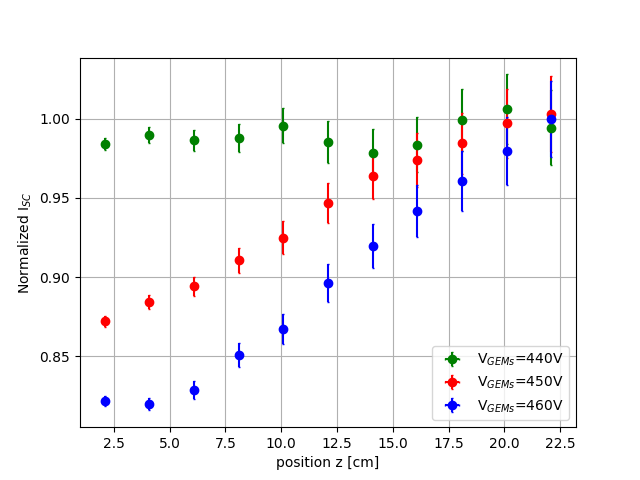 1.00
0.95
0.90
0.85
Normalized I_SC
V_GEMs=440V
V_GEMs=450V
V_GEMs=460V
2.5 5.0 7.5 10.0 12.5 15.0 17.5 20.0 22.5
position z [cm]